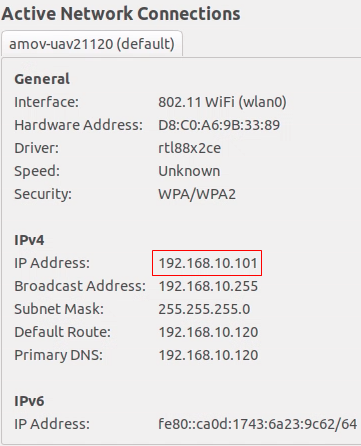 Active Network Connections
amov-uav21120 (default)
General
Interface: 802.11 WiFi (wlan0)
Hardware Address: D8:C0:A6:9B:33:89
Driver: rtl88x2ce
Speed: Unknown
Security: WPA/WPA2
IPv4
IP Address: 192.168.10.101
Broadcast Address: 192.168.10.255
Subnet Mask: 255.255.255.0
Default Route: 192.168.10.120
Primary DNS: 192.168.10.120
IPv6
IP Address: fe80::ca0d:1743:6a23:9c62/64